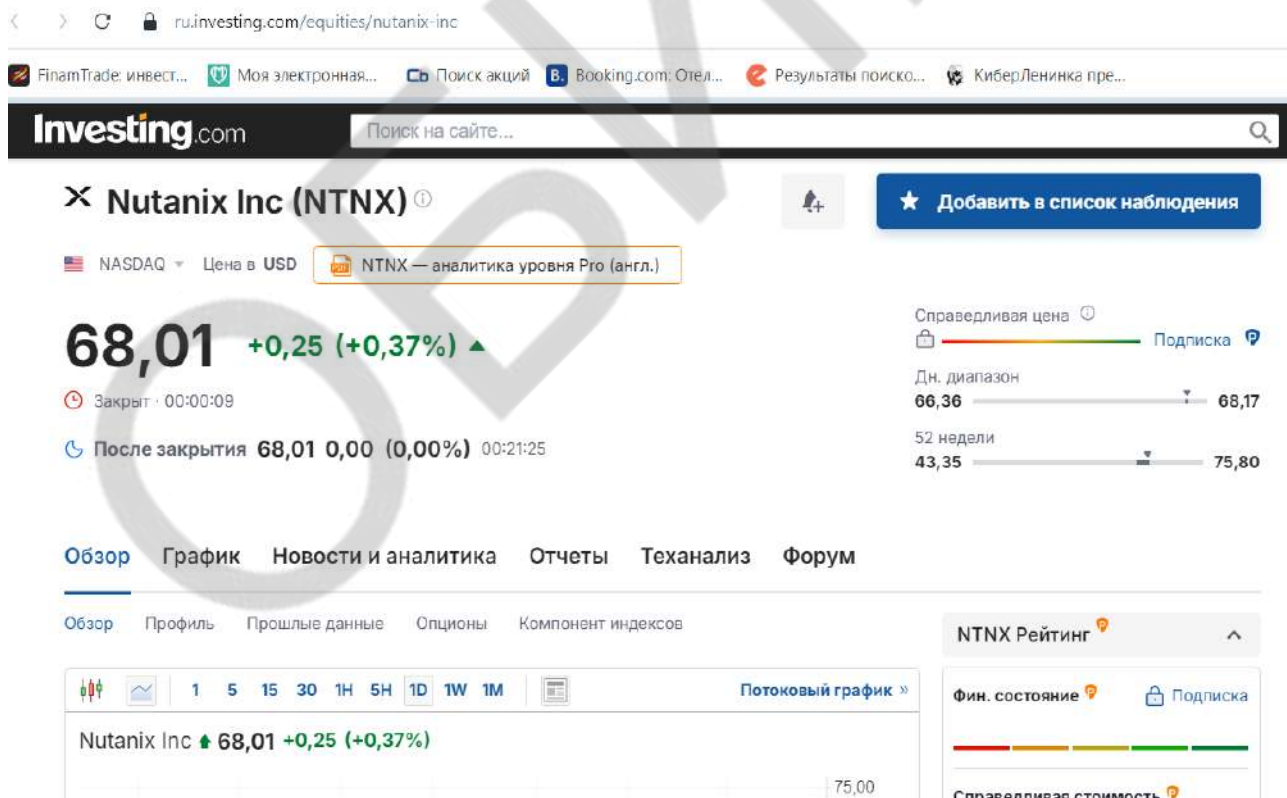 ru.investing.com/equities/nutanix-inc
FinamTrade: инвест... Моя электронная... Сb Поиск акций B. Booking.com: Отел... Результаты поиско... КиберЛенинка пре...
Investing.com Поиск на сайте...
Nutanix Inc (NTNX) Добавить в список наблюдения
NASDAQ Цена в USD NTNX — аналитика уровня Pro (англ.)
Справедливая цена
68,01 +0,25 (+0,37%) Подписка
Дн. диапазон
Закрыт · 00:00:09 66,36 68,17
52 недели
После закрытия 68,01 0,00 (0,00%) 00:21:25 43,35 75,80
Обзор График Новости и аналитика Отчеты Теханализ Форум
Обзор Профиль Прошлые данные Опционы Компонент индексов
NTNX Рейтинг
1 5 15 30 1H 5H 1D 1W 1M Потоковый график »
Фин. состояние Подписка
Nutanix Inc 68,01 +0,25 (+0,37%)
75,00
Справедливая стоимость